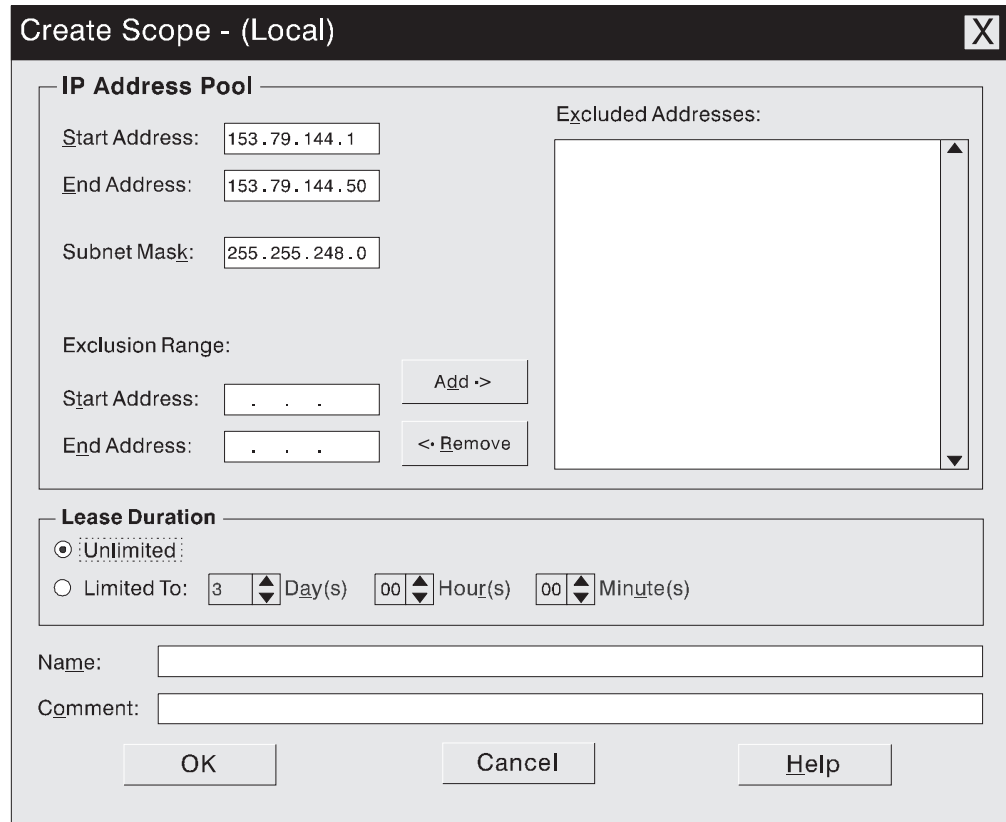 Create Scope - (Local) X
IP Address Pool
Start Address: 153.79.144.1
End Address: 153.79.144.50
Subnet Mask: 255.255.248.0
Exclusion Range:
Start Address: . . .
End Address: . . .
Add ->
<- Remove
Excluded Addresses:
Lease Duration
Unlimited
Limited To: 3 Day(s) 00 Hour(s) 00 Minute(s)
Name:
Comment:
OK Cancel Help